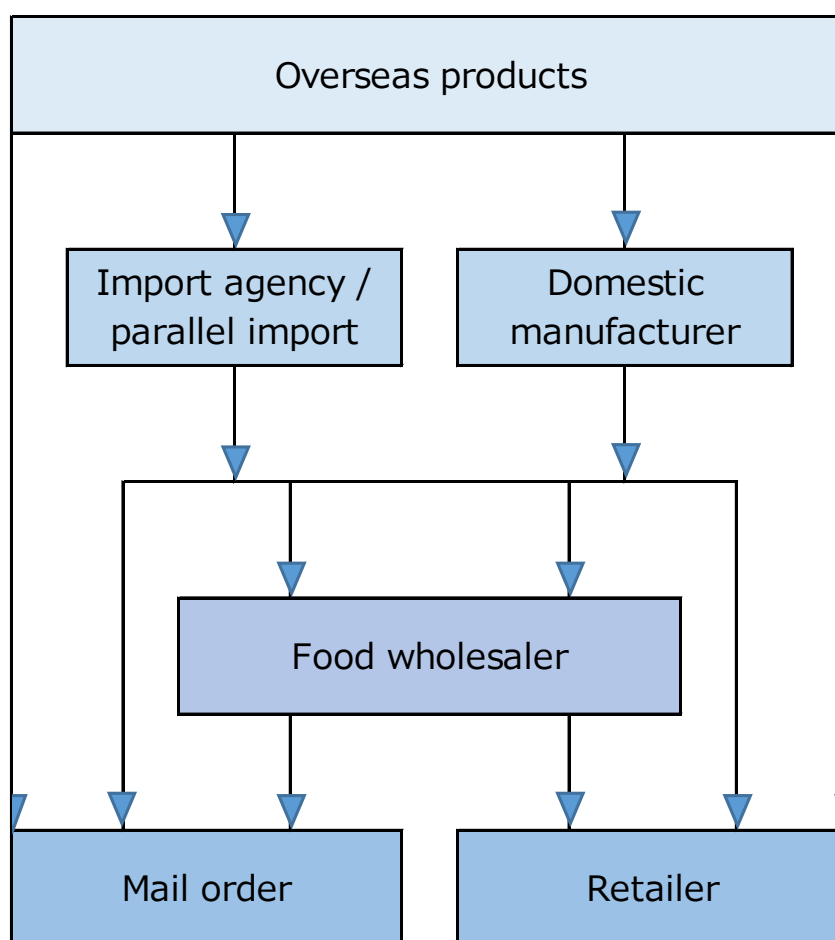 Overseas products
Import agency /
parallel import
Domestic
manufacturer
Food wholesaler
Mail order
Retailer